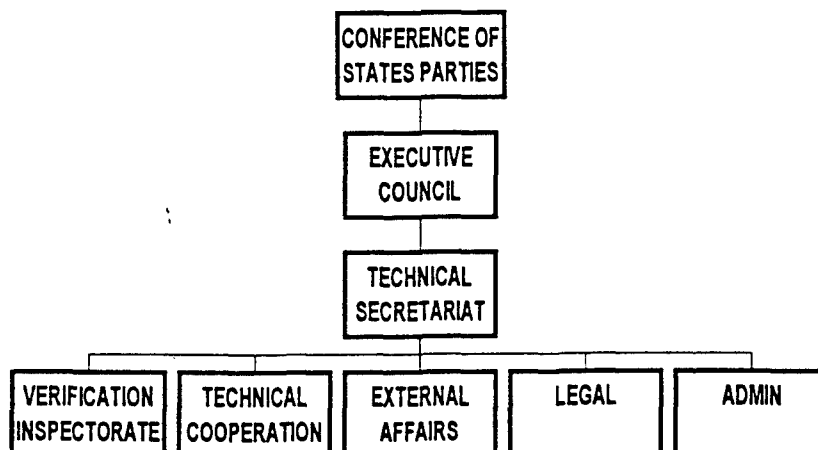 CONFERENCE OF
STATES PARTIES
EXECUTIVE
COUNCIL
TECHNICAL
SECRETARIAT
VERIFICATION
INSPECTORATE
TECHNICAL
COOPERATION
EXTERNAL
AFFAIRS
LEGAL
ADMIN